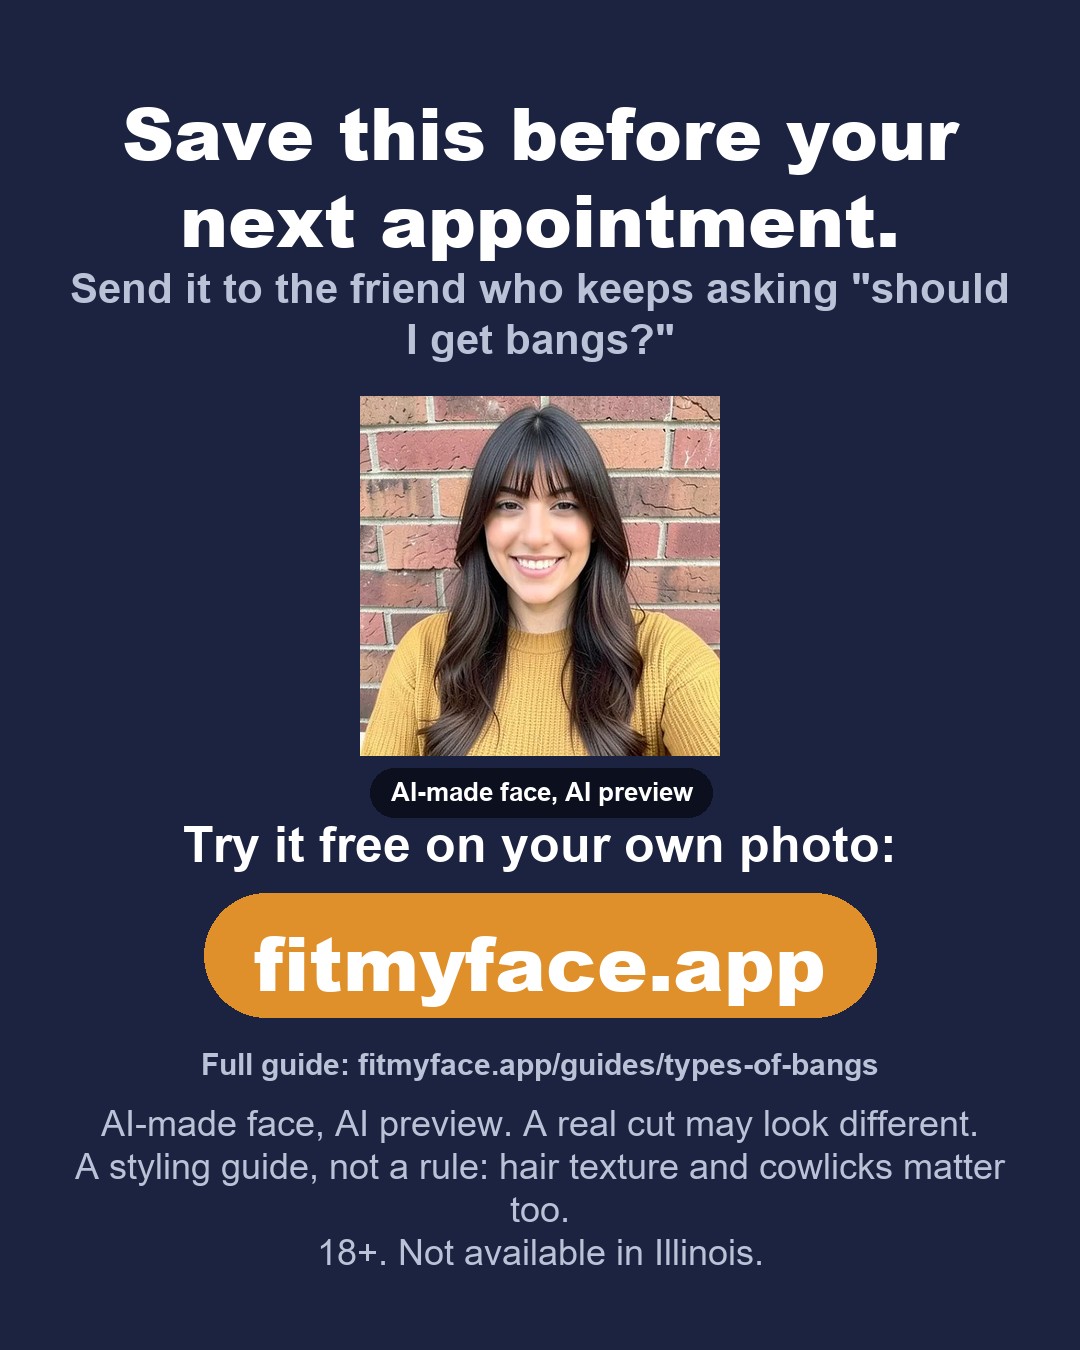 Save this before your
next appointment.
Send it to the friend who keeps asking "should
I get bangs?"
AI-made face, AI preview
Try it free on your own photo:
fitmyface.app
Full guide: fitmyface.app/guides/types-of-bangs
AI-made face, AI preview. A real cut may look different.
A styling guide, not a rule: hair texture and cowlicks matter
too.
18+. Not available in Illinois.